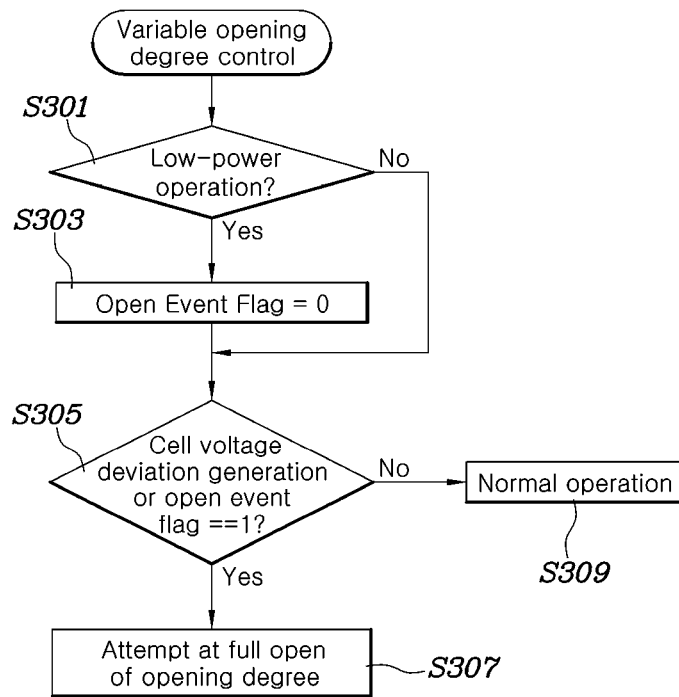 Variable opening
degree control
S301
Low-power
operation?
No
Yes
S303
Open Event Flag = 0
S305
Cell voltage
deviation generation
or open event
flag ==1?
No
Normal operation
S309
Yes
Attempt at full open
of opening degree
S307